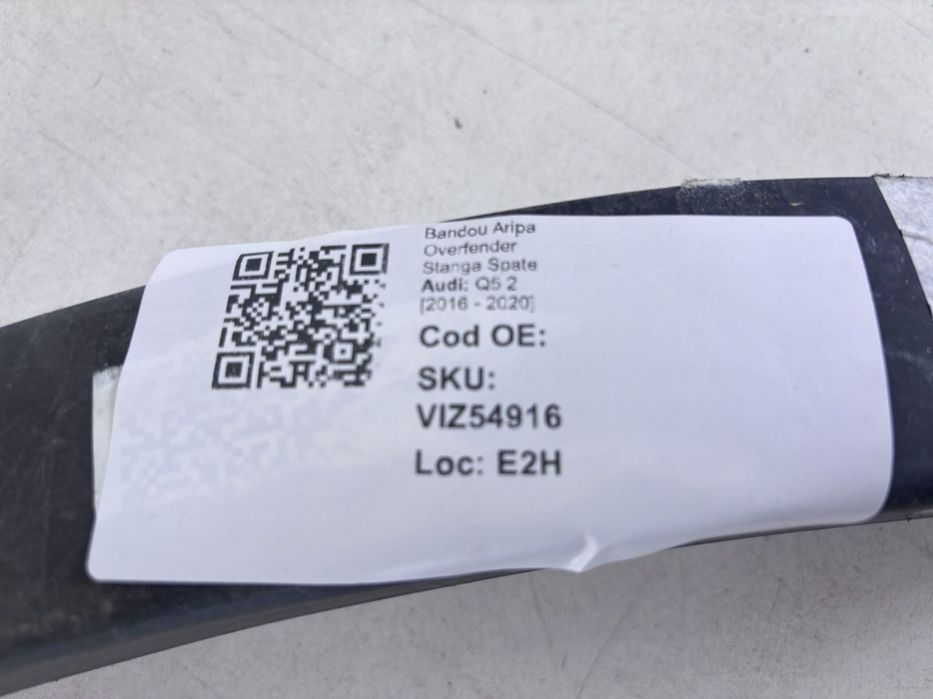 Bandou Aripa
Overfender
Stanga Spate
Audi: Q5 2
[2016 - 2020]
Cod OE:
SKU:
VIZ54916
Loc: E2H